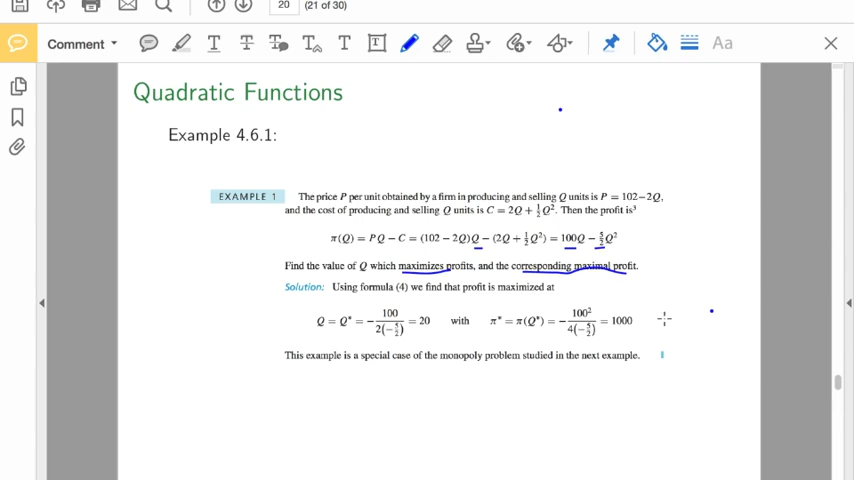 20 (21 of 30)
Comment
Aa
Quadratic Functions
Example 4.6.1:
EXAMPLE 1 The price P per unit obtained by a firm in producing and selling Q units is P = 102−2Q,
and the cost of producing and selling Q units is C = 2Q + ½Q². Then the profit is³
π(Q) = PQ − C = (102 − 2Q)Q − (2Q + ½Q²) = 100Q − 5/2 Q²
Find the value of Q which maximizes profits, and the corresponding maximal profit.
Solution: Using formula (4) we find that profit is maximized at
Q = Q* = − 100 / 2(−5/2) = 20 with π* = π(Q*) = − 100² / 4(−5/2) = 1000
This example is a special case of the monopoly problem studied in the next example.